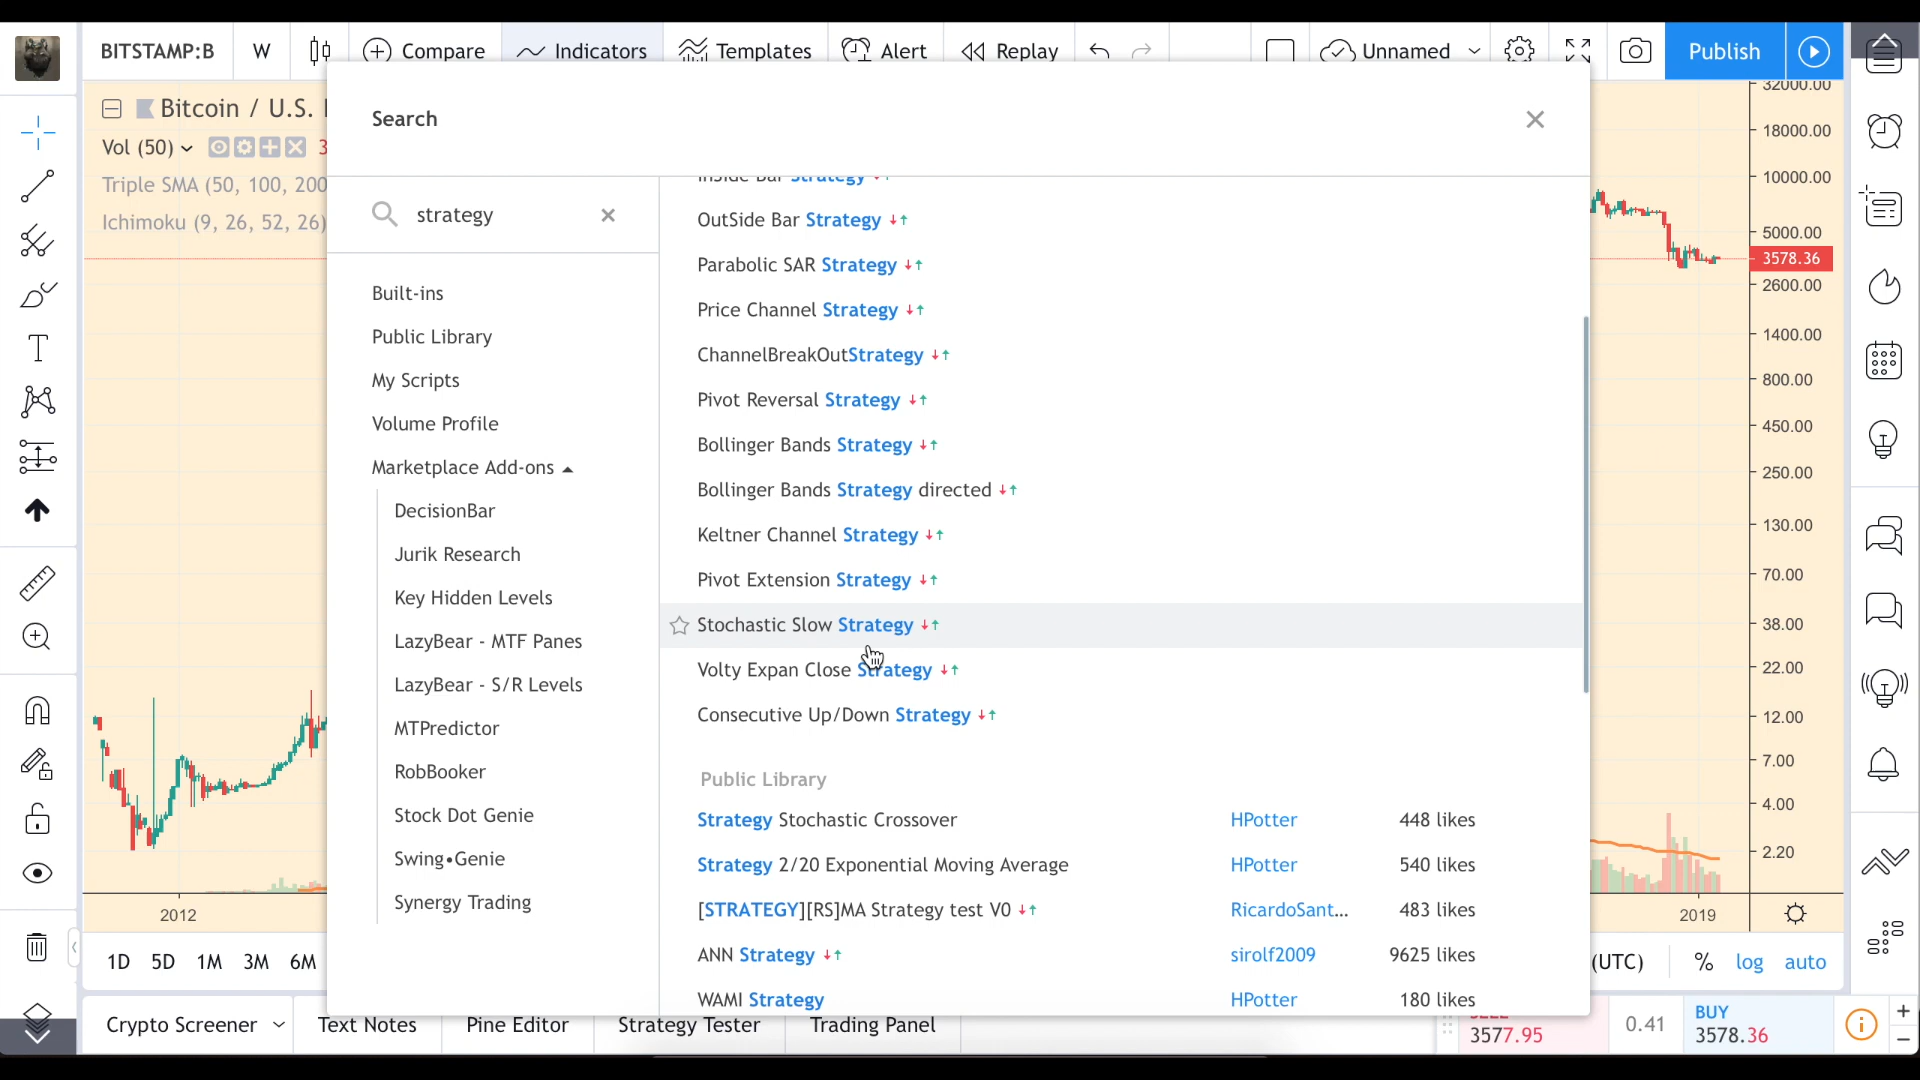 BITSTAMP:B W Compare Indicators Templates Alert Replay Unnamed Publish
Bitcoin / U.S.
Vol (50) 3
Triple SMA (50, 100, 200
Ichimoku (9, 26, 52, 26)
Search
strategy
Built-ins
Public Library
My Scripts
Volume Profile
Marketplace Add-ons
DecisionBar
Jurik Research
Key Hidden Levels
LazyBear - MTF Panes
LazyBear - S/R Levels
MTPredictor
RobBooker
Stock Dot Genie
Swing•Genie
Synergy Trading
Inside Bar Strategy
OutSide Bar Strategy
Parabolic SAR Strategy
Price Channel Strategy
ChannelBreakOutStrategy
Pivot Reversal Strategy
Bollinger Bands Strategy
Bollinger Bands Strategy directed
Keltner Channel Strategy
Pivot Extension Strategy
Stochastic Slow Strategy
Volty Expan Close Strategy
Consecutive Up/Down Strategy
Public Library
Strategy Stochastic Crossover HPotter 448 likes
Strategy 2/20 Exponential Moving Average HPotter 540 likes
[STRATEGY][RS]MA Strategy test V0 RicardoSant... 483 likes
ANN Strategy sirolf2009 9625 likes
WAMI Strategy HPotter 180 likes
32000.00
18000.00
10000.00
5000.00
3578.36
2600.00
1400.00
800.00
450.00
250.00
130.00
70.00
38.00
22.00
12.00
7.00
4.00
2.20
2012 2019
1D 5D 1M 3M 6M (UTC) % log auto
Crypto Screener Text Notes Pine Editor Strategy Tester Trading Panel
SELL
3577.95
0.41
BUY
3578.36